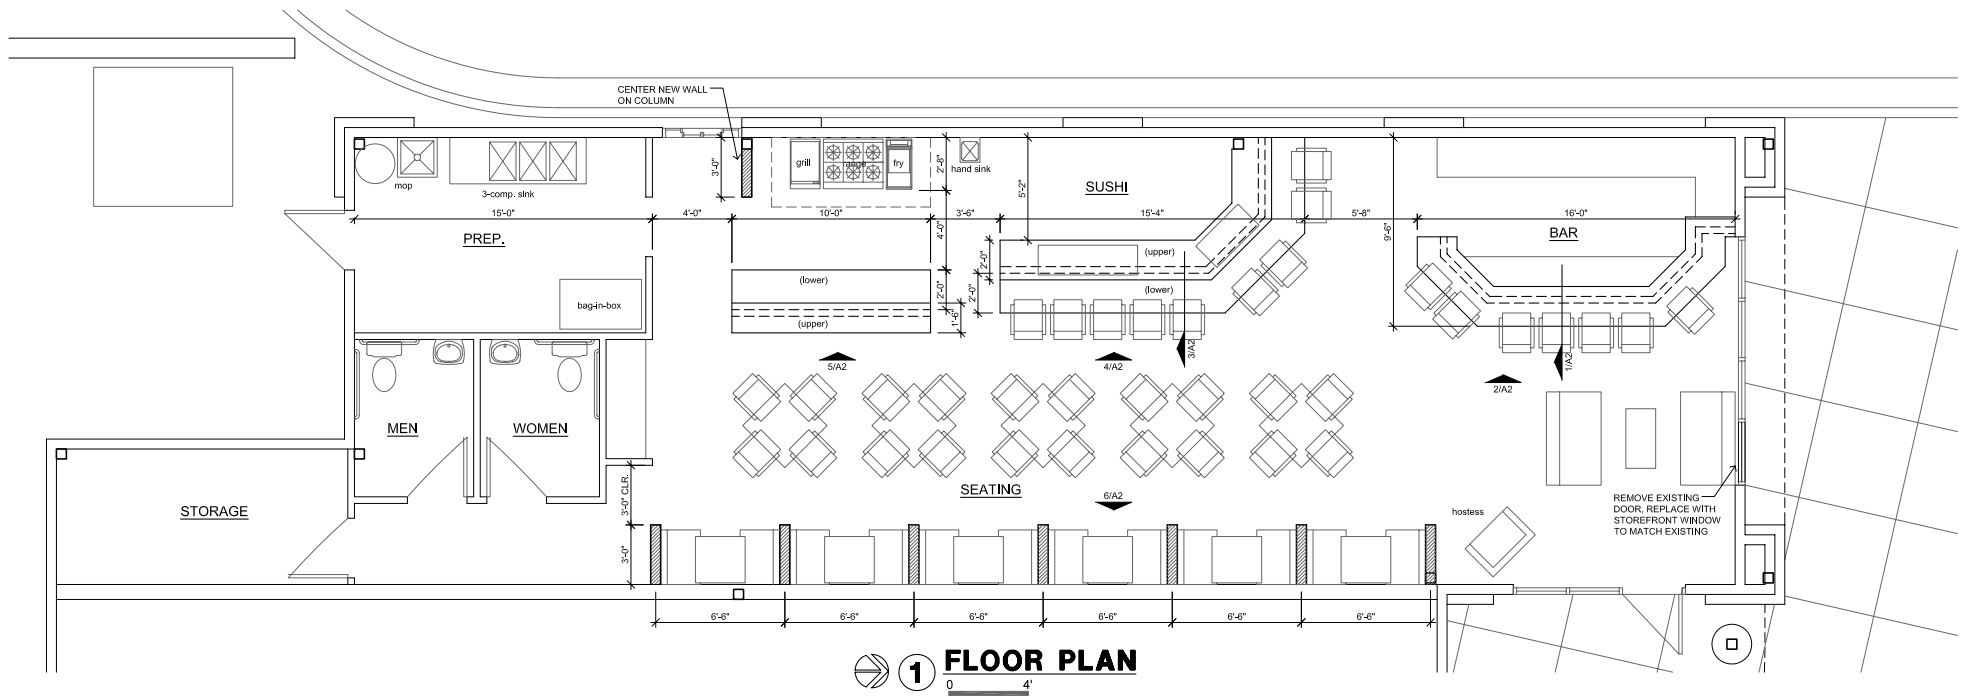 CENTER NEW WALL
ON COLUMN
mop
3-comp. sink
grill
range
fry
hand sink
3'-0"
2'-8"
5'-2"
SUSHI
15'-0"
4'-0"
10'-0"
3'-6"
15'-4"
5'-8"
16'-0"
PREP.
4'-0"
9'-6"
BAR
(upper)
2'-0"
(lower)
bag-in-box
(lower)
(upper)
2'-0"
1'-6"
2'-0"
5/A2
4/A2
3/A2
2/A2
1/A2
MEN
WOMEN
STORAGE
3'-0" CLR.
3'-0"
SEATING
6/A2
hostess
REMOVE EXISTING
DOOR, REPLACE WITH
STOREFRONT WINDOW
TO MATCH EXISTING
6'-6"
6'-6"
6'-6"
6'-6"
6'-6"
6'-6"
1
FLOOR PLAN
0 4'